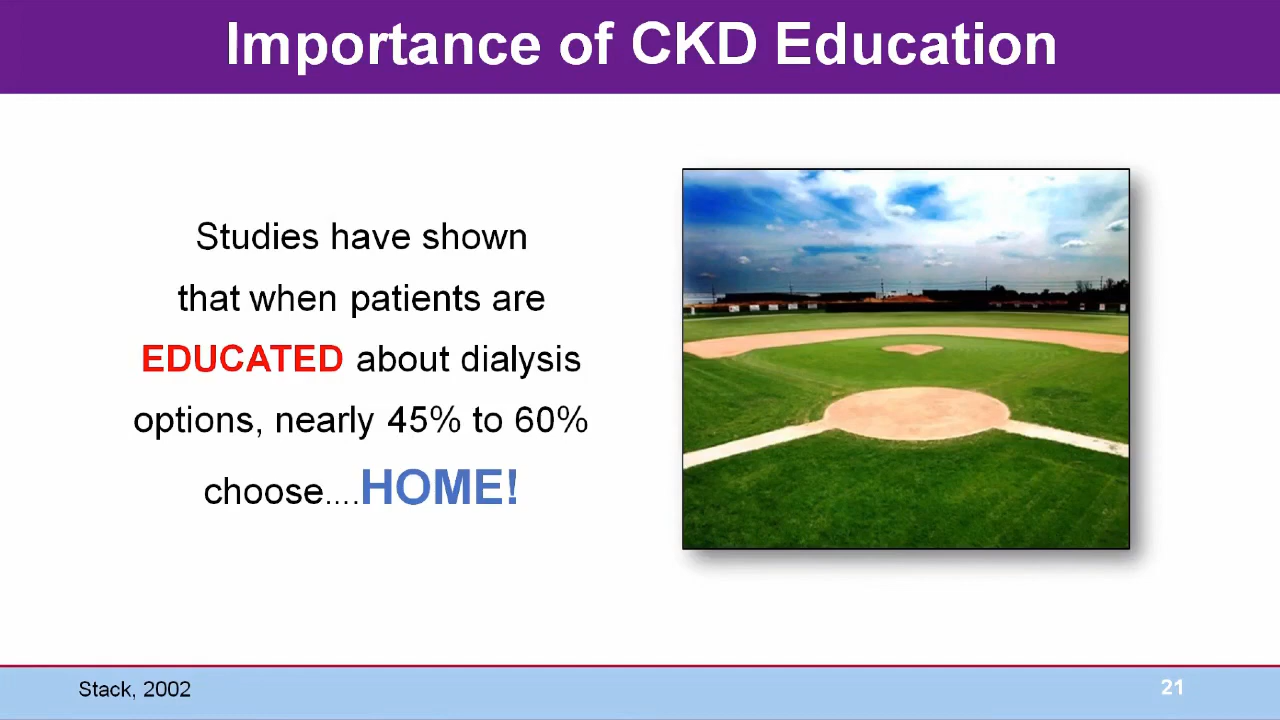 Importance of CKD Education
Studies have shown
that when patients are
EDUCATED about dialysis
options, nearly 45% to 60%
choose....HOME!
Stack, 2002
21